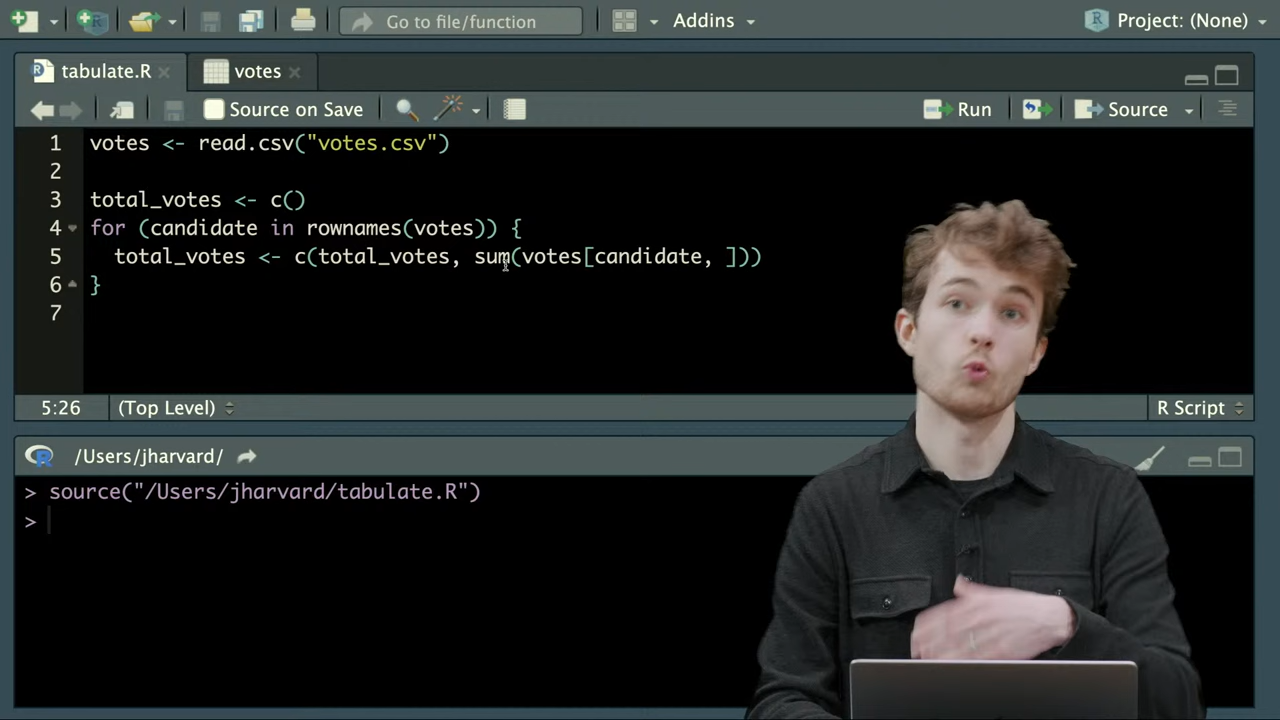 Go to file/function Addins Project: (None)
tabulate.R votes
Source on Save Run Source
1 votes <- read.csv("votes.csv")
2
3 total_votes <- c()
4 for (candidate in rownames(votes)) {
5 total_votes <- c(total_votes, sum(votes[candidate, ]))
6 }
7
5:26 (Top Level) R Script
/Users/jharvard/
> source("/Users/jharvard/tabulate.R")
>